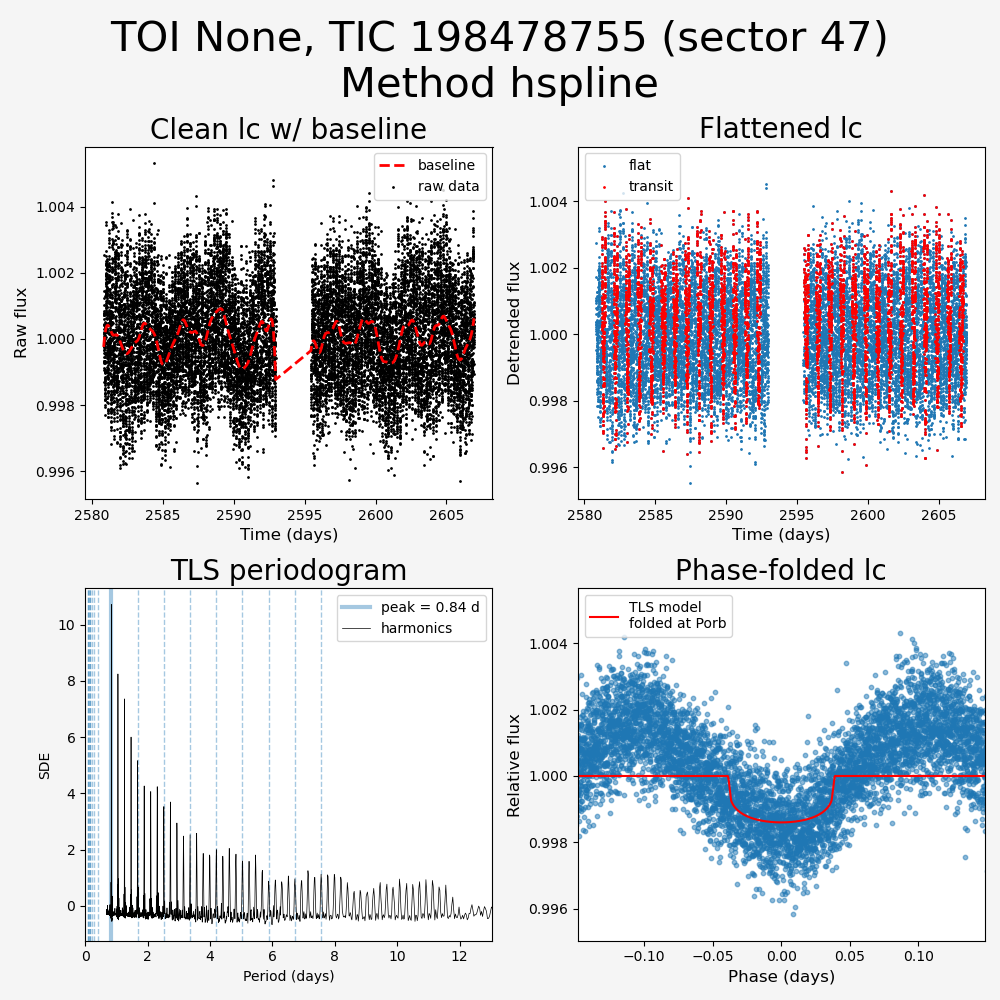 TOI None, TIC 198478755 (sector 47)
Method hspline
Clean lc w/ baseline
Raw flux
1.004
1.002
1.000
0.998
0.996
baseline
raw data
2580 2585 2590 2595 2600 2605
Time (days)
Flattened lc
Detrended flux
1.004
1.002
1.000
0.998
0.996
flat
transit
2580 2585 2590 2595 2600 2605
Time (days)
TLS periodogram
SDE
10
8
6
4
2
0
peak = 0.84 d
harmonics
0 2 4 6 8 10 12
Period (days)
Phase-folded lc
Relative flux
1.004
1.002
1.000
0.998
0.996
TLS model
folded at Porb
−0.10 −0.05 0.00 0.05 0.10
Phase (days)